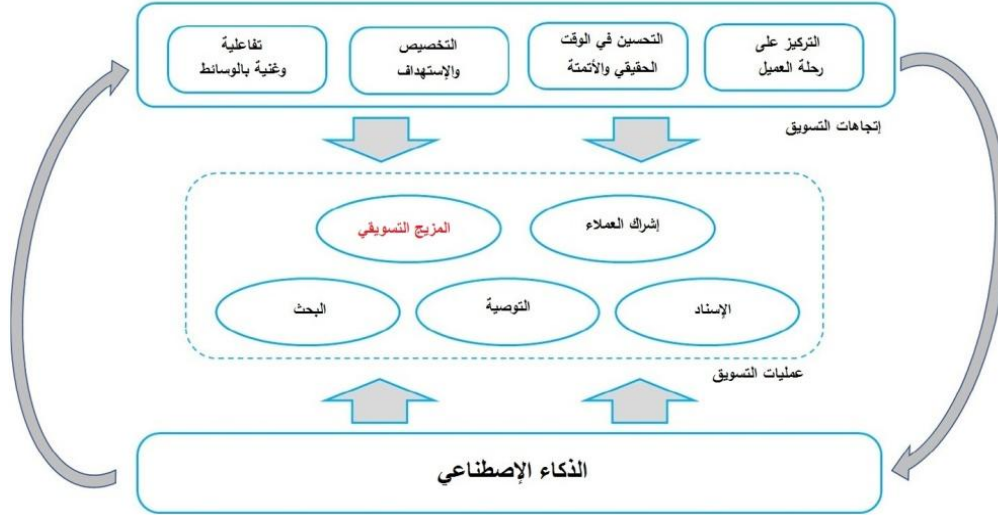 التركيز على
رحلة العميل
التحسين في الوقت
الحقيقي والأتمتة
التخصيص
والإستهداف
تفاعلية
وغنية بالوسائط
إتجاهات التسويق
إشراك العملاء
المزيج التسويقي
الإسناد
التوصية
البحث
عمليات التسويق
الذكاء الإصطناعي